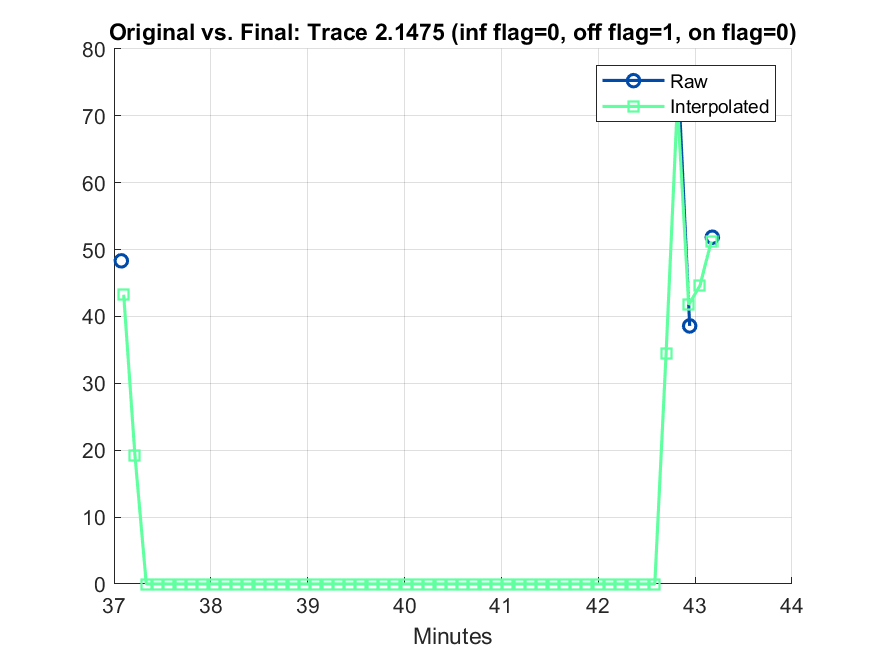 Original vs. Final: Trace 2.1475 (inf flag=0, off flag=1, on flag=0)
80
70
60
50
40
30
20
10
0
Raw
Interpolated
37 38 39 40 41 42 43 44
Minutes